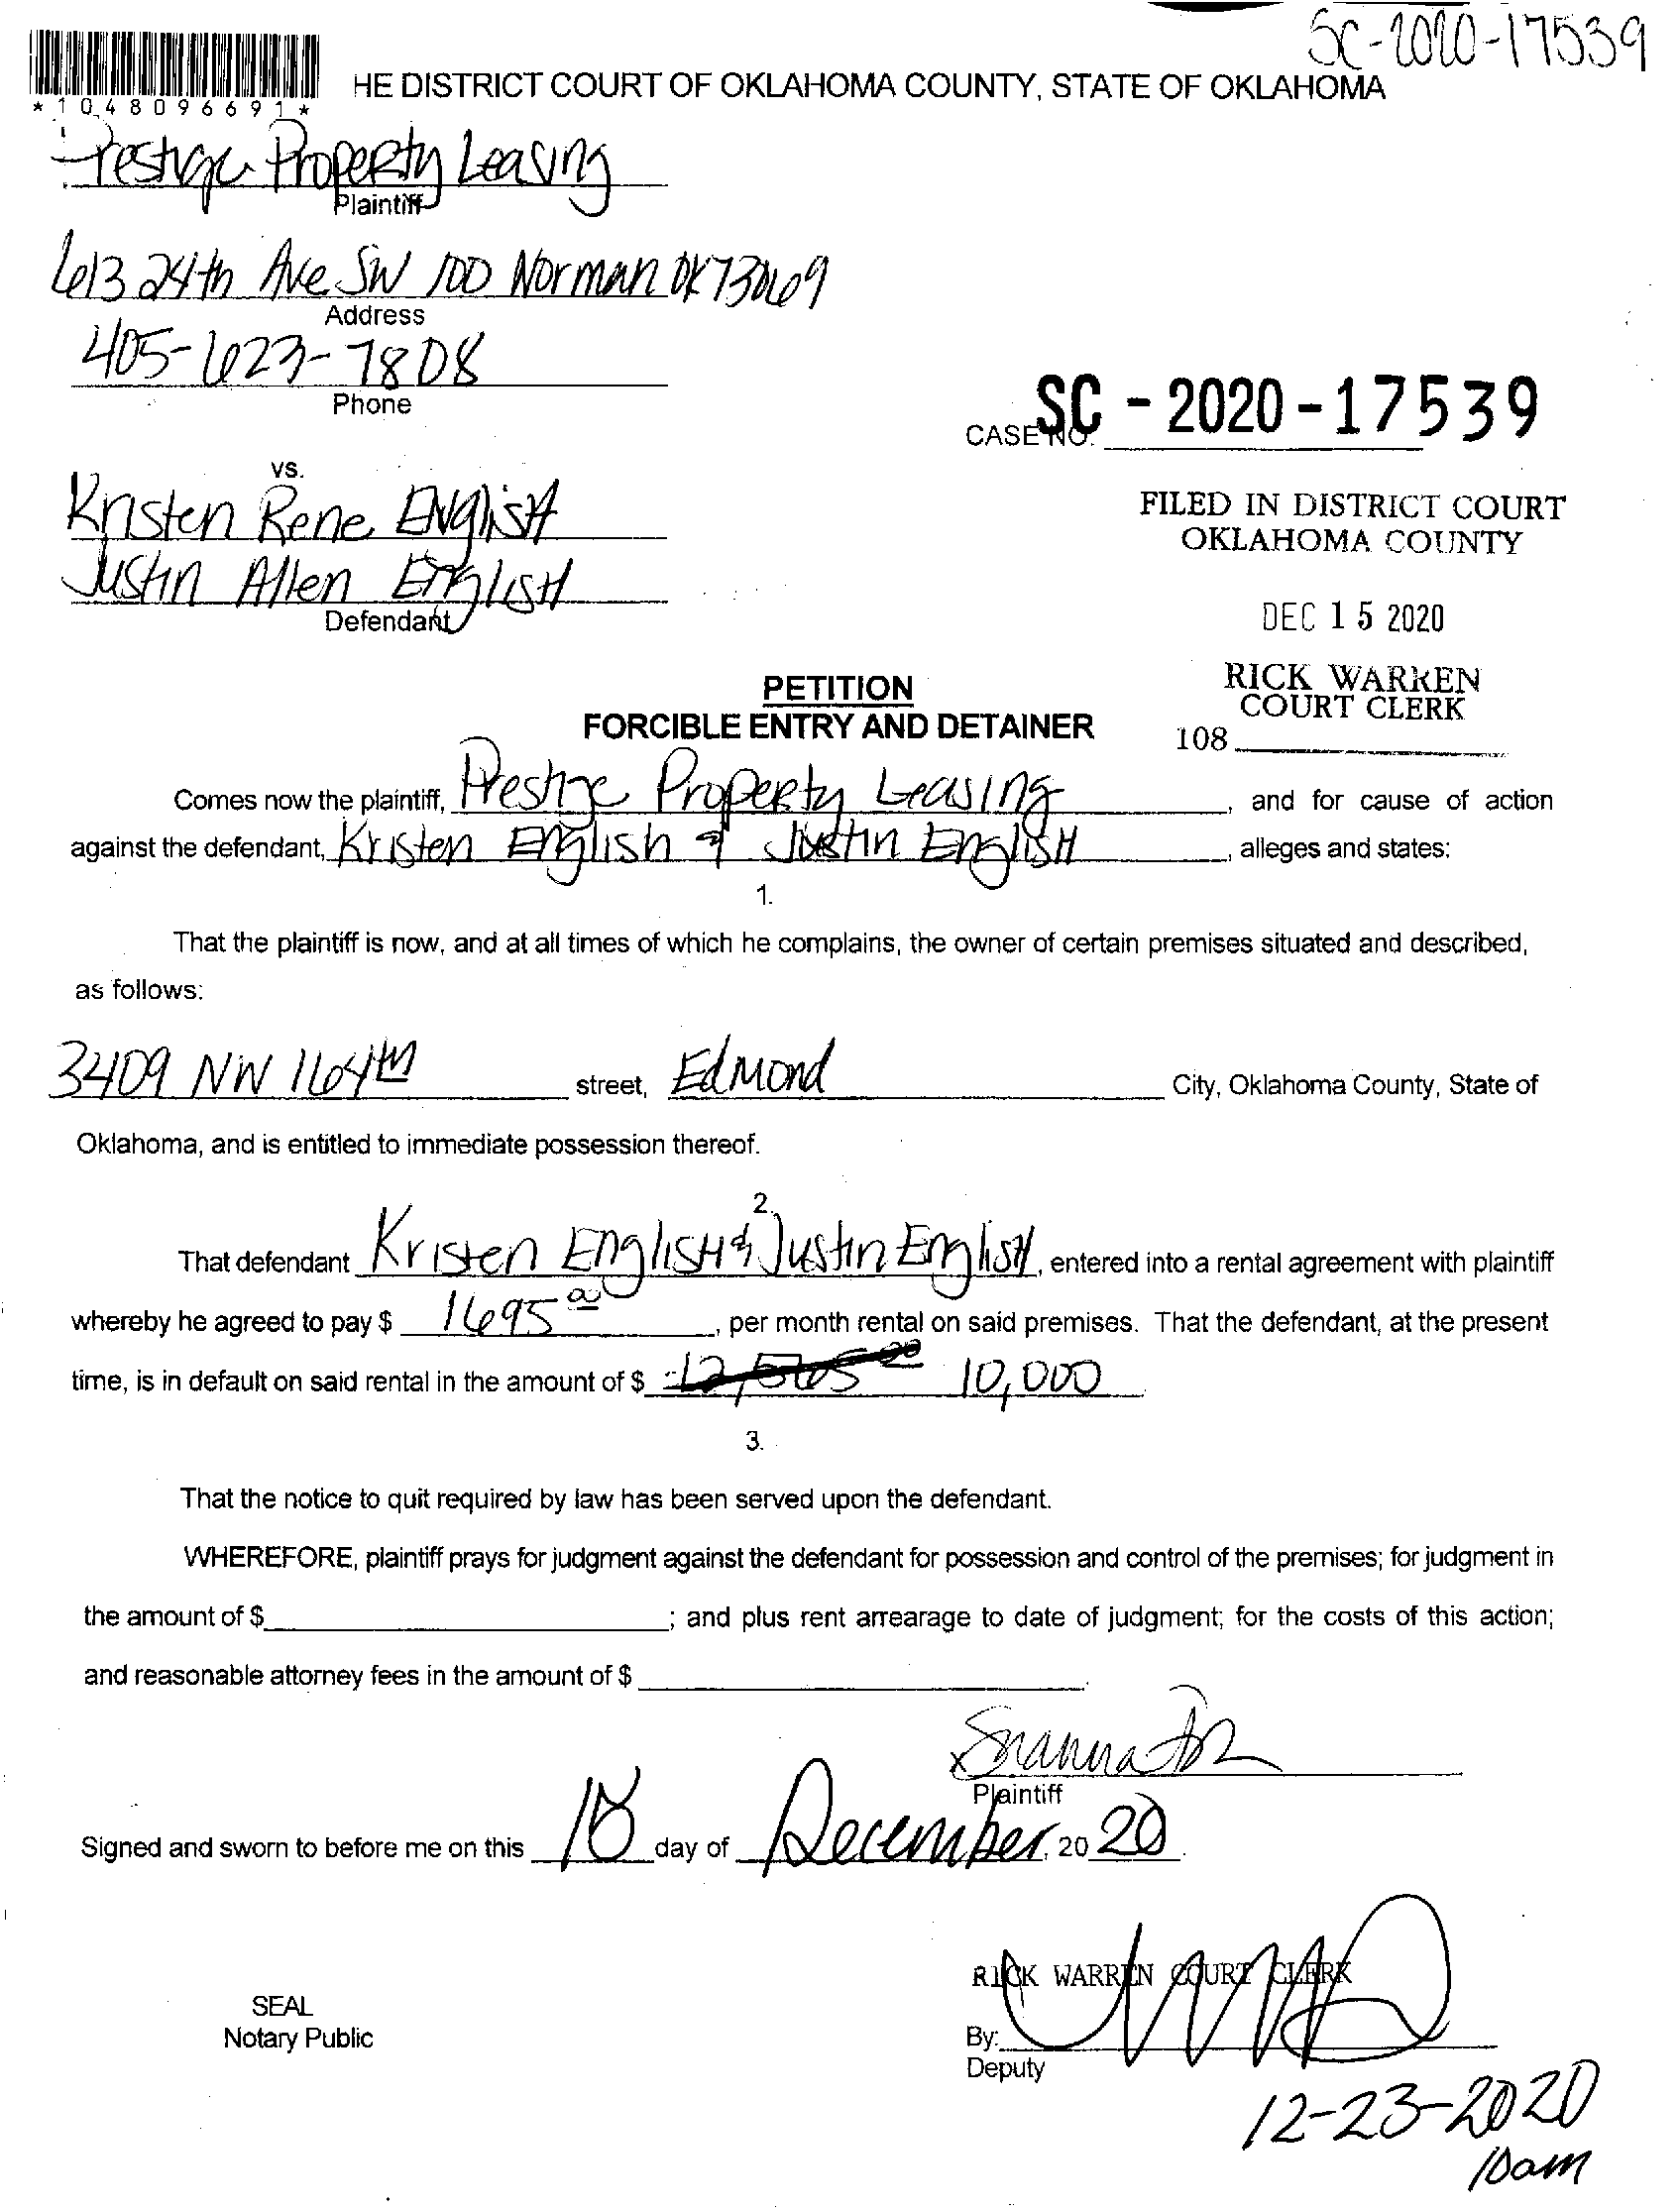 SC-2020-17539
HE DISTRICT COURT OF OKLAHOMA COUNTY, STATE OF OKLAHOMA
*1048096691*
Prestige Property Leasing
Plaintiff
613 24th Ave SW 100 Norman OK 73069
Address
405-623-7808
Phone
CASE NO. SC-2020-17539
vs.
Kristen Rene English
Justin Allen English
Defendant
FILED IN DISTRICT COURT
OKLAHOMA COUNTY
DEC 15 2020
RICK WARREN
COURT CLERK
108
PETITION
FORCIBLE ENTRY AND DETAINER
Comes now the plaintiff, Prestige Property Leasing, and for cause of action
against the defendant, Kristen English & Justin English, alleges and states:
1.
That the plaintiff is now, and at all times of which he complains, the owner of certain premises situated and described,
as follows:
3409 NW 164th street, Edmond City, Oklahoma County, State of
Oklahoma, and is entitled to immediate possession thereof.
2.
That defendant Kristen English & Justin English, entered into a rental agreement with plaintiff
whereby he agreed to pay $ 1695 00, per month rental on said premises. That the defendant, at the present
time, is in default on said rental in the amount of $ 10,000
3.
That the notice to quit required by law has been served upon the defendant.
WHEREFORE, plaintiff prays for judgment against the defendant for possession and control of the premises; for judgment in
the amount of $ ; and plus rent arrearage to date of judgment; for the costs of this action;
and reasonable attorney fees in the amount of $ .
x
Plaintiff
Signed and sworn to before me on this day of December, 2020.
RICK WARREN COURT CLERK
SEAL
Notary Public
By:
Deputy
12-23-2020
10am